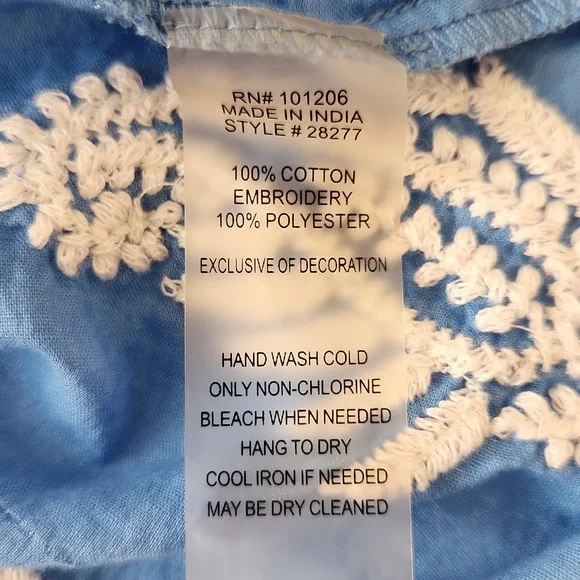 RN# 101206
MADE IN INDIA
STYLE # 28277
100% COTTON
EMBROIDERY
100% POLYESTER
EXCLUSIVE OF DECORATION
HAND WASH COLD
ONLY NON-CHLORINE
BLEACH WHEN NEEDED
HANG TO DRY
COOL IRON IF NEEDED
MAY BE DRY CLEANED